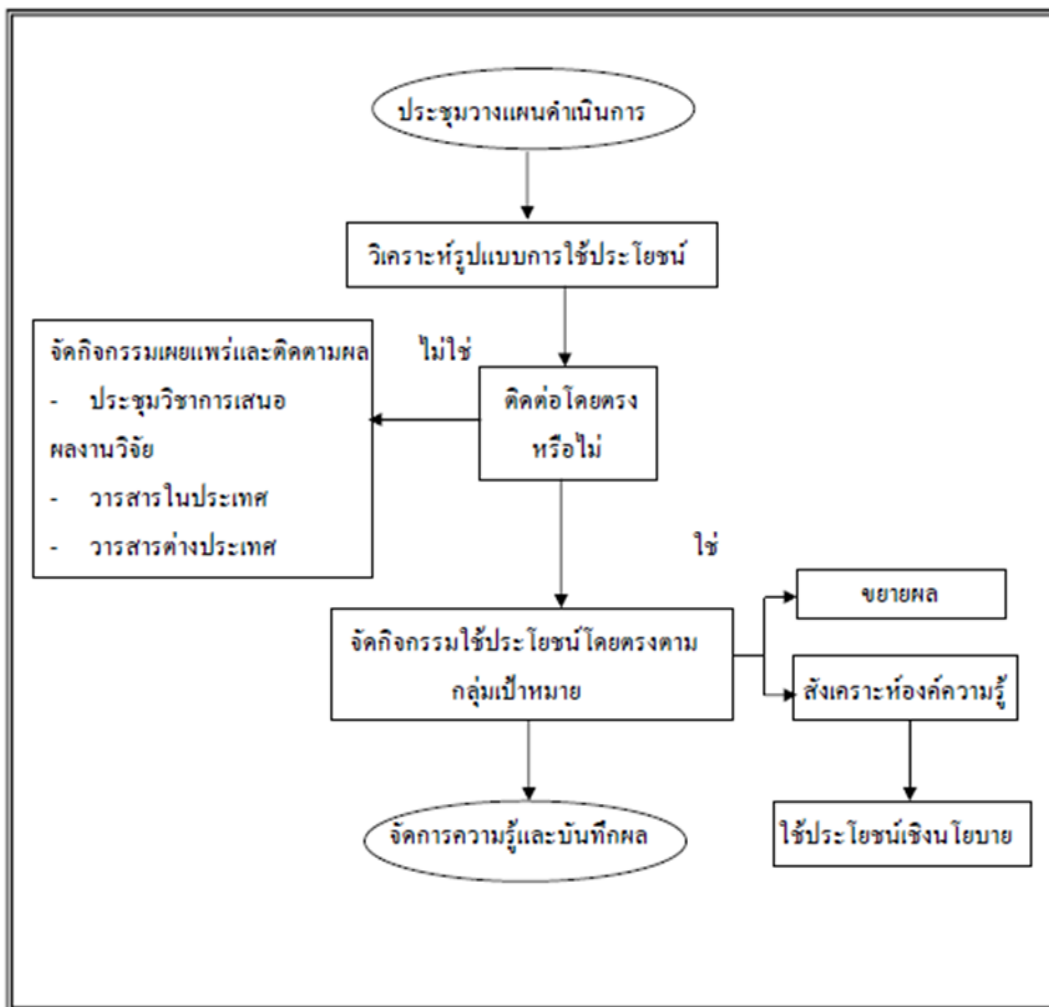 ประชุมวางแผนดำเนินการ
วิเคราะห์รูปแบบการใช้ประโยชน์
จัดกิจกรรมเผยแพร่และติดตามผล
- ประชุมวิชาการเสนอ
ผลงานวิจัย
- วารสารในประเทศ
- วารสารต่างประเทศ
ไม่ใช่
ติดต่อโดยตรง
หรือไม่
ใช่
จัดกิจกรรมใช้ประโยชน์โดยตรงตาม
กลุ่มเป้าหมาย
ขยายผล
สังเคราะห์องค์ความรู้
จัดการความรู้และบันทึกผล
ใช้ประโยชน์เชิงนโยบาย